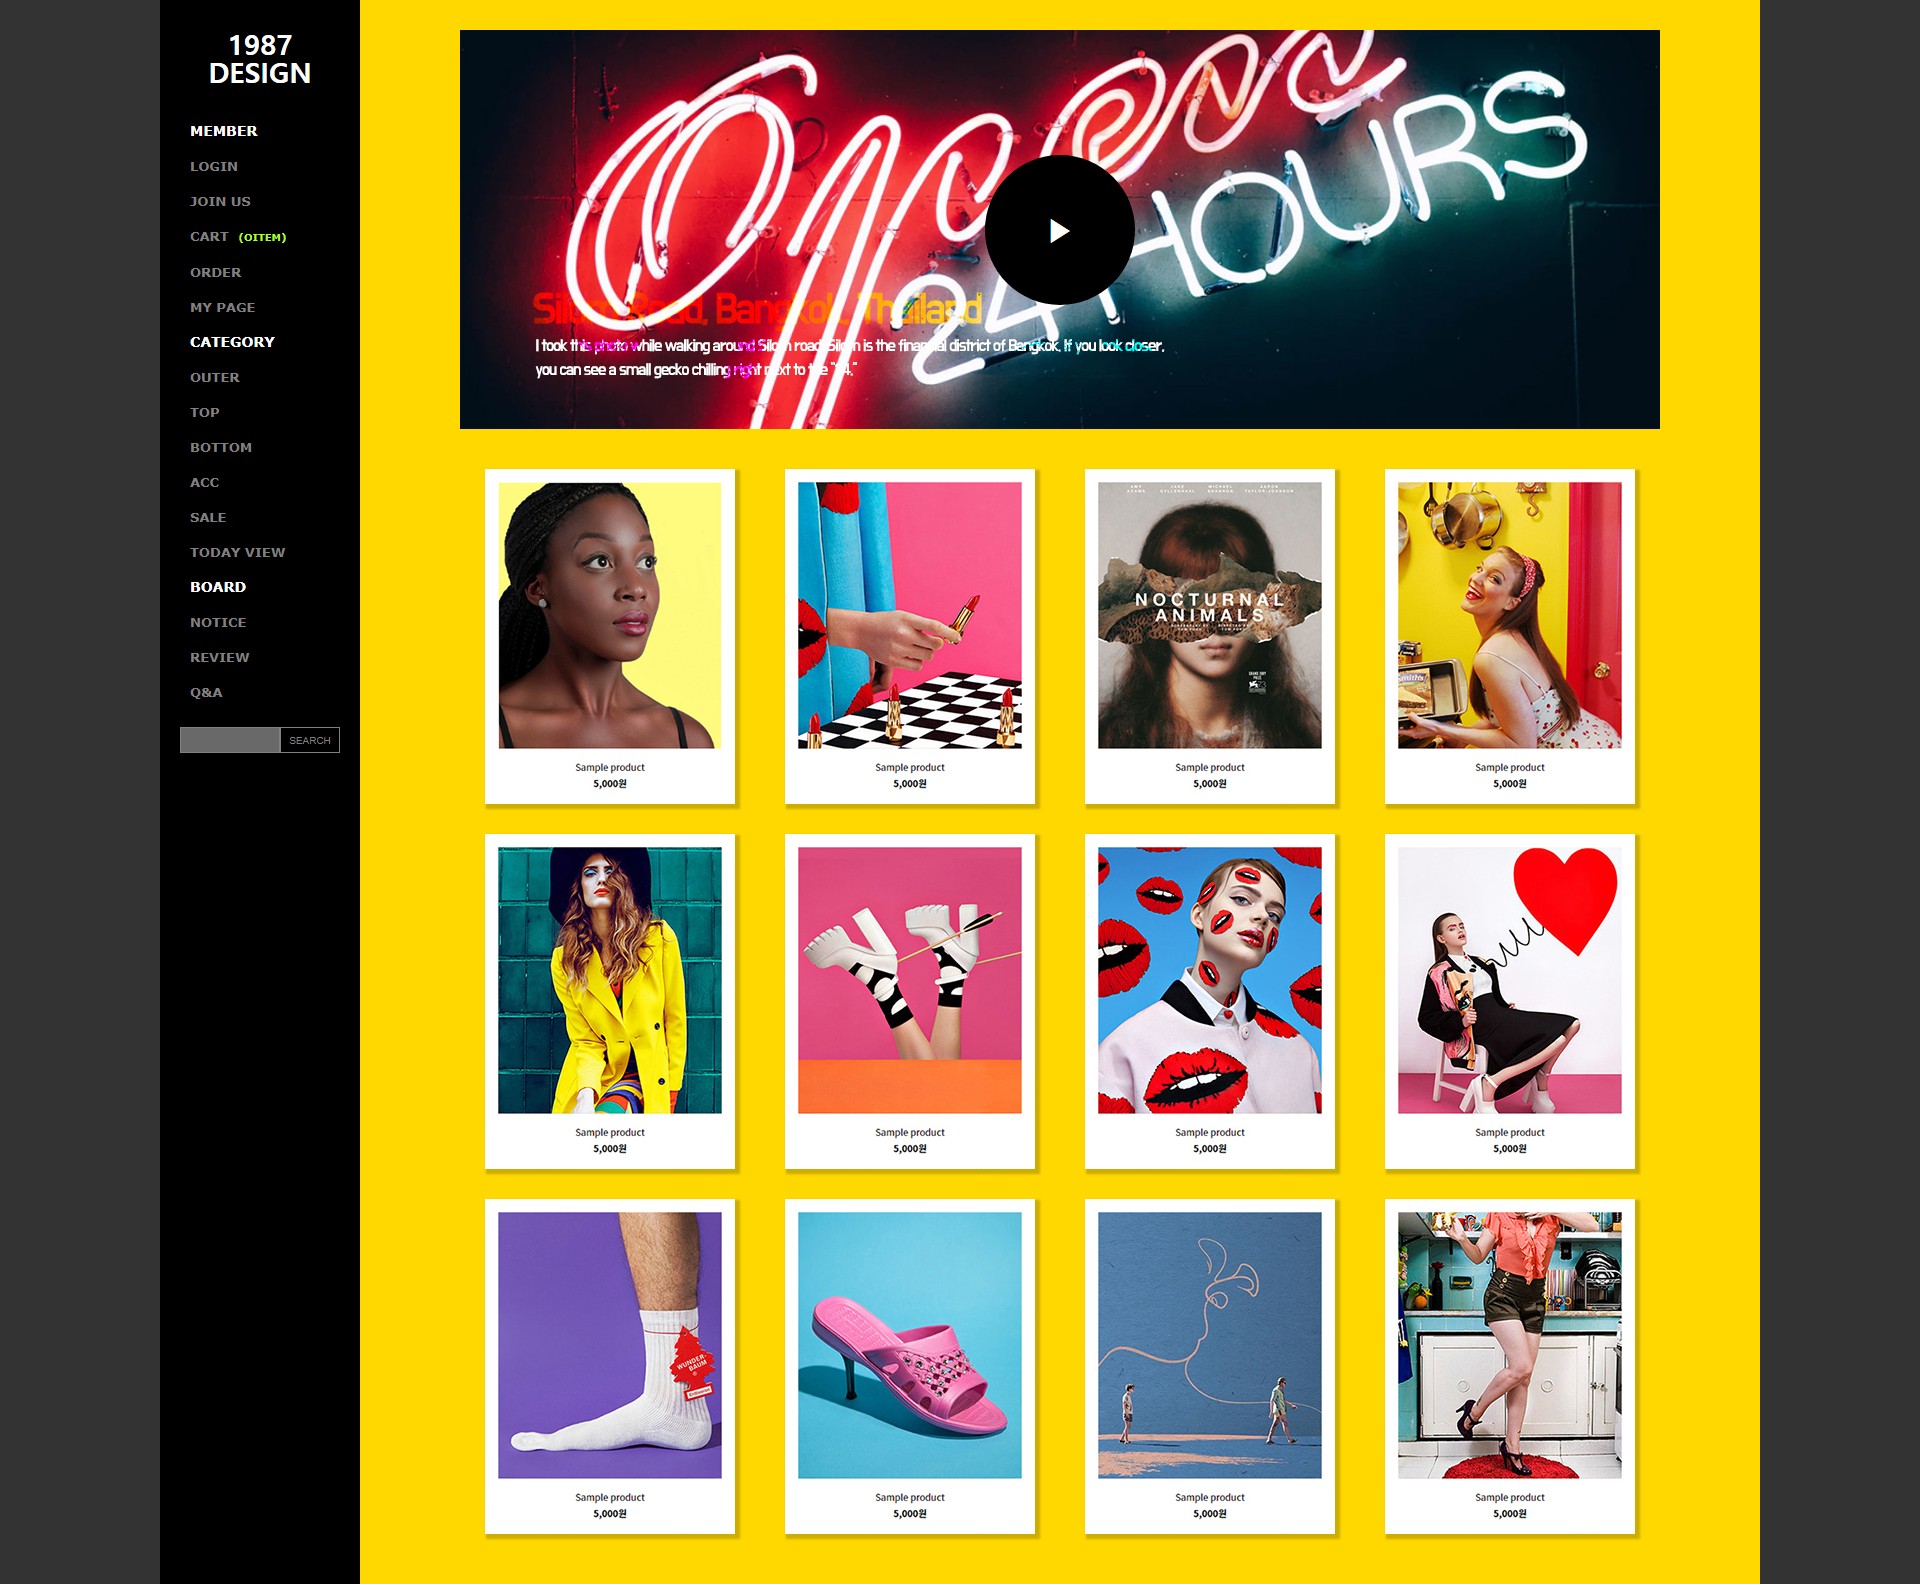 1987
DESIGN
MEMBER
LOGIN
JOIN US
CART (0ITEM)
ORDER
MY PAGE
CATEGORY
OUTER
TOP
BOTTOM
ACC
SALE
TODAY VIEW
BOARD
NOTICE
REVIEW
Q&A
SEARCH
Open
24 HOURS
Silom Road, Bangkok, Thailand
I took this photo while walking around Silom road. Silom is the financial district of Bangkok. If you look closer,
you can see a small gecko chilling right next to the "24."
NOCTURNAL
ANIMALS
Sample product
5,000원
Sample product
5,000원
Sample product
5,000원
Sample product
5,000원
Sample product
5,000원
Sample product
5,000원
Sample product
5,000원
Sample product
5,000원
WUNDER-
BAUM
Sample product
5,000원
Sample product
5,000원
Sample product
5,000원
Sample product
5,000원